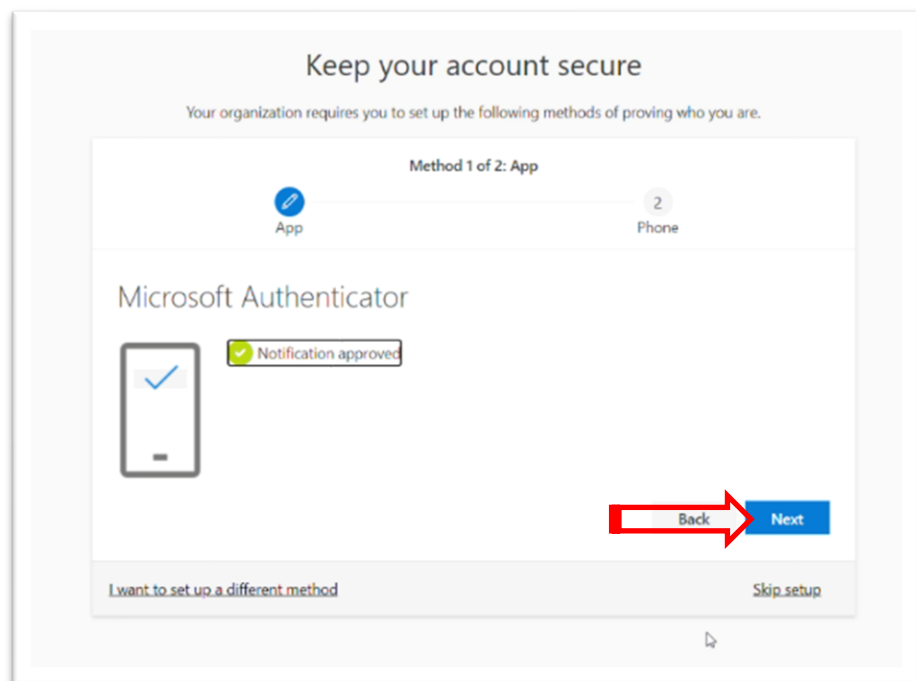 Keep your account secure
Your organization requires you to set up the following methods of proving who you are.
Method 1 of 2: App
2
App
Phone
Microsoft Authenticator
Notification approved
Back
Next
I want to set up a different method
Skip setup